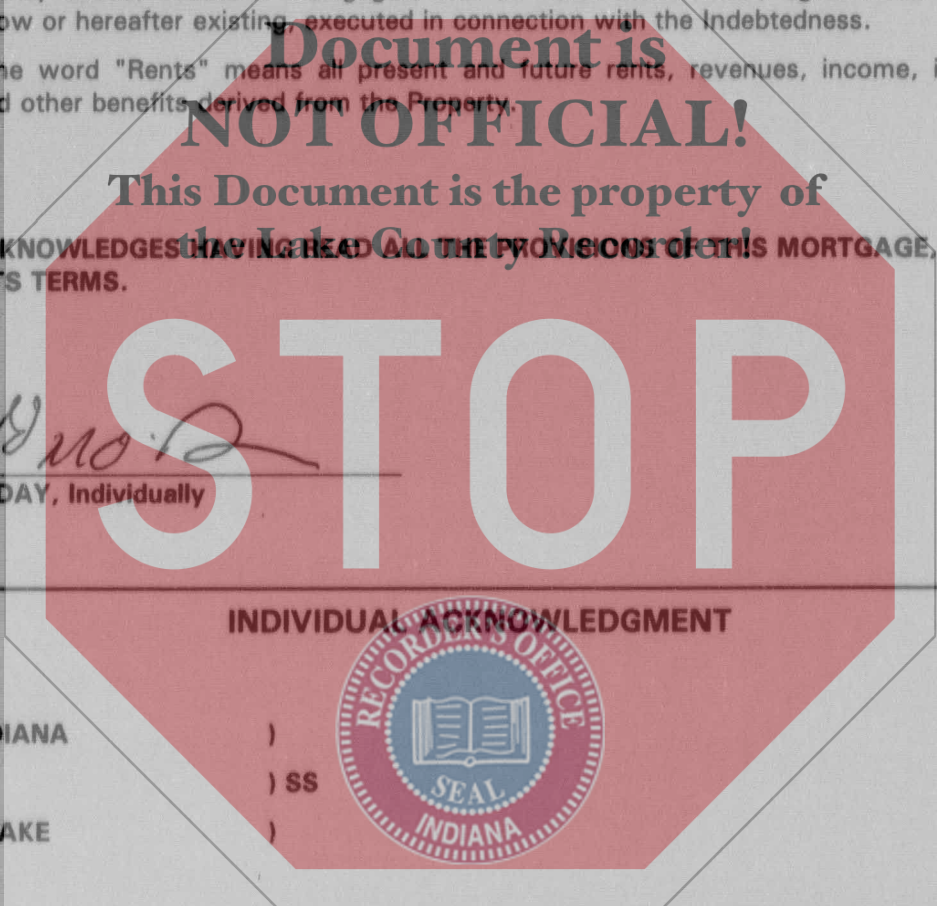 ow or hereafter existing, executed in connection with the Indebtedness.
Document is
he word "Rents" means all present and future rents, revenues, income, i
d other benefits derived from the Property.
NOT OFFICIAL!
This Document is the property of
the Lake County Recorder!
KNOWLEDGES HAVING READ ALL THE PROVISIONS OF THIS MORTGAGE,
S TERMS.
STOP
DAY, Individually
INDIVIDUAL ACKNOWLEDGMENT
RECORDER'S OFFICE
SEAL
INDIANA
DIANA )
) SS
AKE )